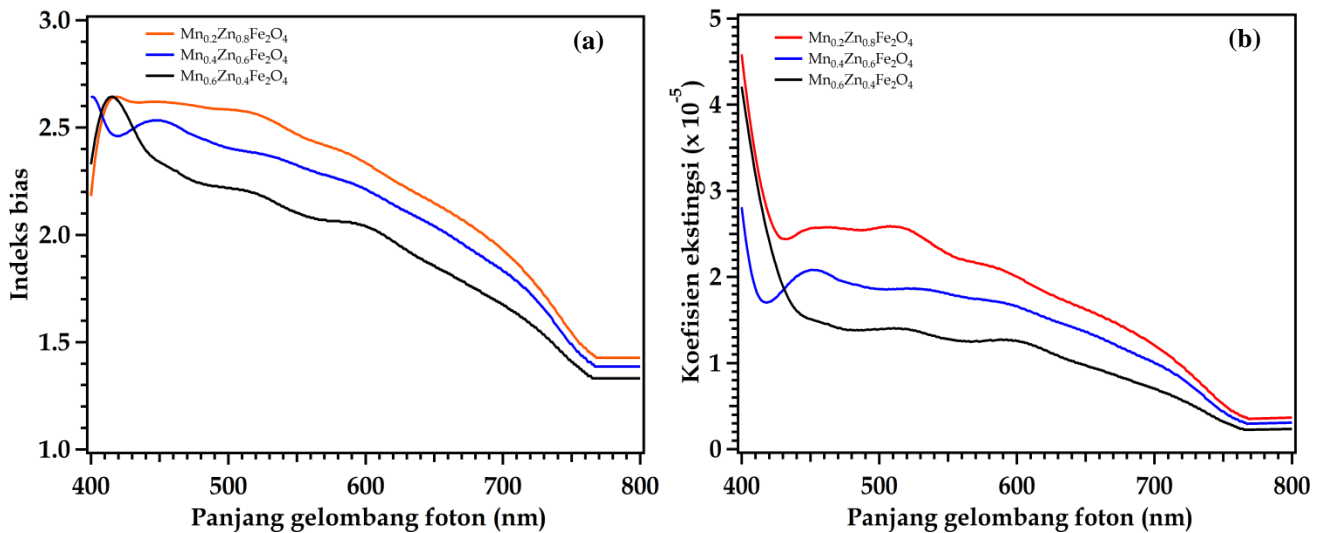 3.0
2.5
2.0
1.5
1.0
Indeks bias
(a)
Mn₀.₂Zn₀.₈Fe₂O₄
Mn₀.₄Zn₀.₆Fe₂O₄
Mn₀.₆Zn₀.₄Fe₂O₄
400 500 600 700 800
Panjang gelombang foton (nm)
5
4
3
2
1
0
Koefisien ekstingsi (x 10⁻⁵)
(b)
Mn₀.₂Zn₀.₈Fe₂O₄
Mn₀.₄Zn₀.₆Fe₂O₄
Mn₀.₆Zn₀.₄Fe₂O₄
400 500 600 700 800
Panjang gelombang foton (nm)